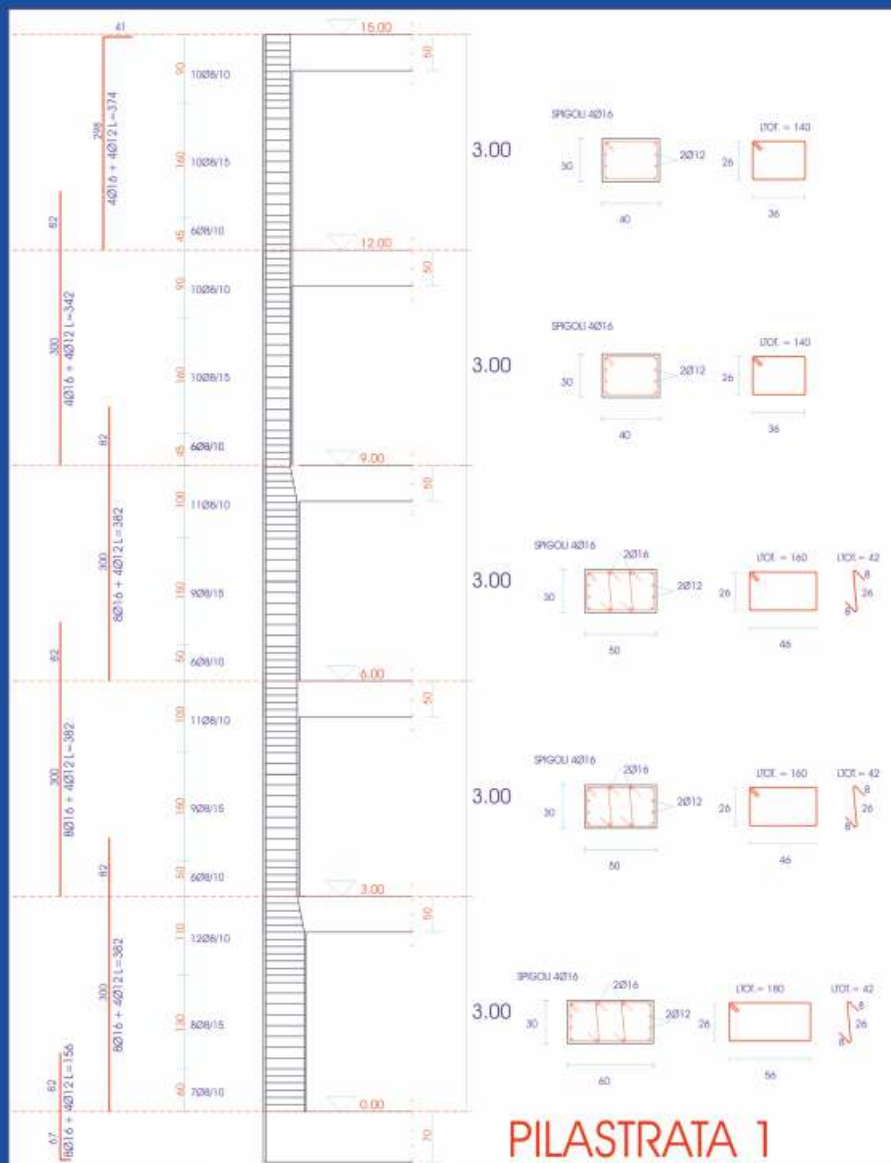 41
15.00
50
90
10Ø8/10
298
4Ø16 + 4Ø12 L=374
SPIGOLI 4Ø16
LTOT. = 140
3.00
30
2Ø12
26
160
10Ø8/15
40
36
82
45
6Ø8/10
12.00
50
90
10Ø8/10
300
4Ø16 + 4Ø12 L=342
SPIGOLI 4Ø16
LTOT. = 140
3.00
30
2Ø12
26
160
10Ø8/15
40
36
82
45
6Ø8/10
9.00
50
100
11Ø8/10
300
8Ø16 + 4Ø12 L=382
SPIGOLI 4Ø16
2Ø16
LTOT. = 160
LTOT. = 42
3.00
30
2Ø12
26
8
26
8
150
9Ø8/15
50
46
82
50
6Ø8/10
6.00
50
100
11Ø8/10
300
8Ø16 + 4Ø12 L=382
SPIGOLI 4Ø16
2Ø16
LTOT. = 160
LTOT. = 42
3.00
30
2Ø12
26
8
26
8
150
9Ø8/15
50
46
82
50
6Ø8/10
3.00
50
110
12Ø8/10
300
8Ø16 + 4Ø12 L=382
SPIGOLI 4Ø16
2Ø16
LTOT. = 180
LTOT. = 42
3.00
30
2Ø12
26
8
26
8
130
8Ø8/15
60
56
82
60
7Ø8/10
0.00
67
8Ø16 + 4Ø12 L=156
70
PILASTRATA 1